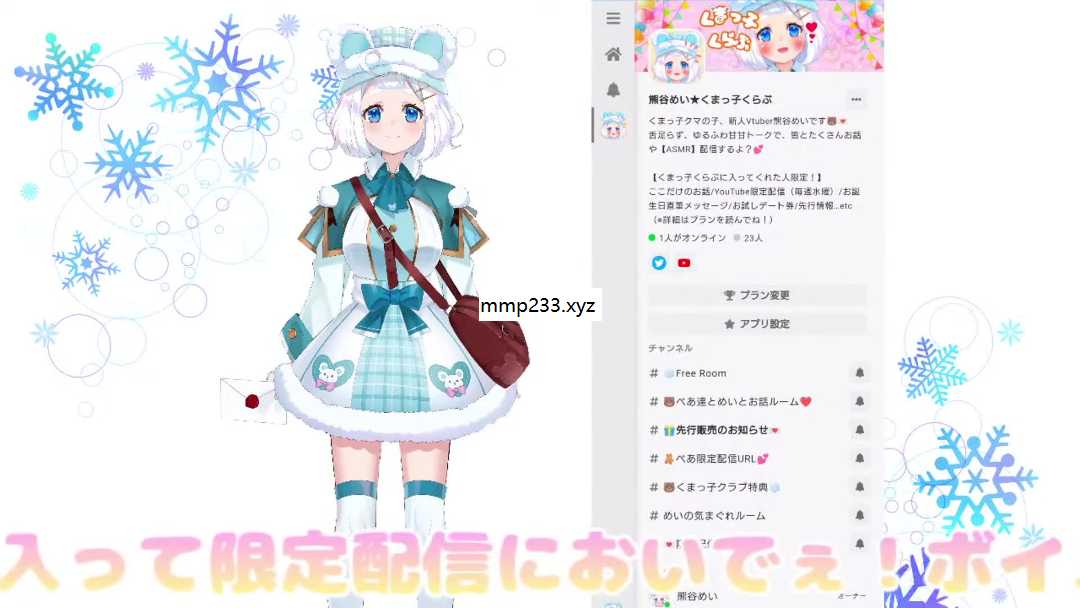 くまっ子
くらぶ
熊谷めい★くまっ子くらぶ
くまっ子クマの子、新人Vtuber熊谷めいです🐻💌
舌足らず、ゆるふわ甘甘トークで、皆とたくさんお話
や【ASMR】配信するよ？💕
【くまっ子くらぶに入ってくれた人限定！】
ここだけのお話/YouTube限定配信（毎週水曜）/お誕
生日直筆メッセージ/お試しデート券/先行情報…etc
（※詳細はプランを読んでね！）
1人がオンライン 23人
プラン変更
アプリ設定
チャンネル
# Free Room
# 🐻ぺあ達とめいとお話ルーム❤️
# 先行販売のお知らせ💌
# 🧸ぺあ限定配信URL💕
# 🐻くまっ子クラブ特典
# めいの気まぐれルーム
熊谷めい オーナー
mmp233.xyz
入って限定配信においでぇ！ボイ